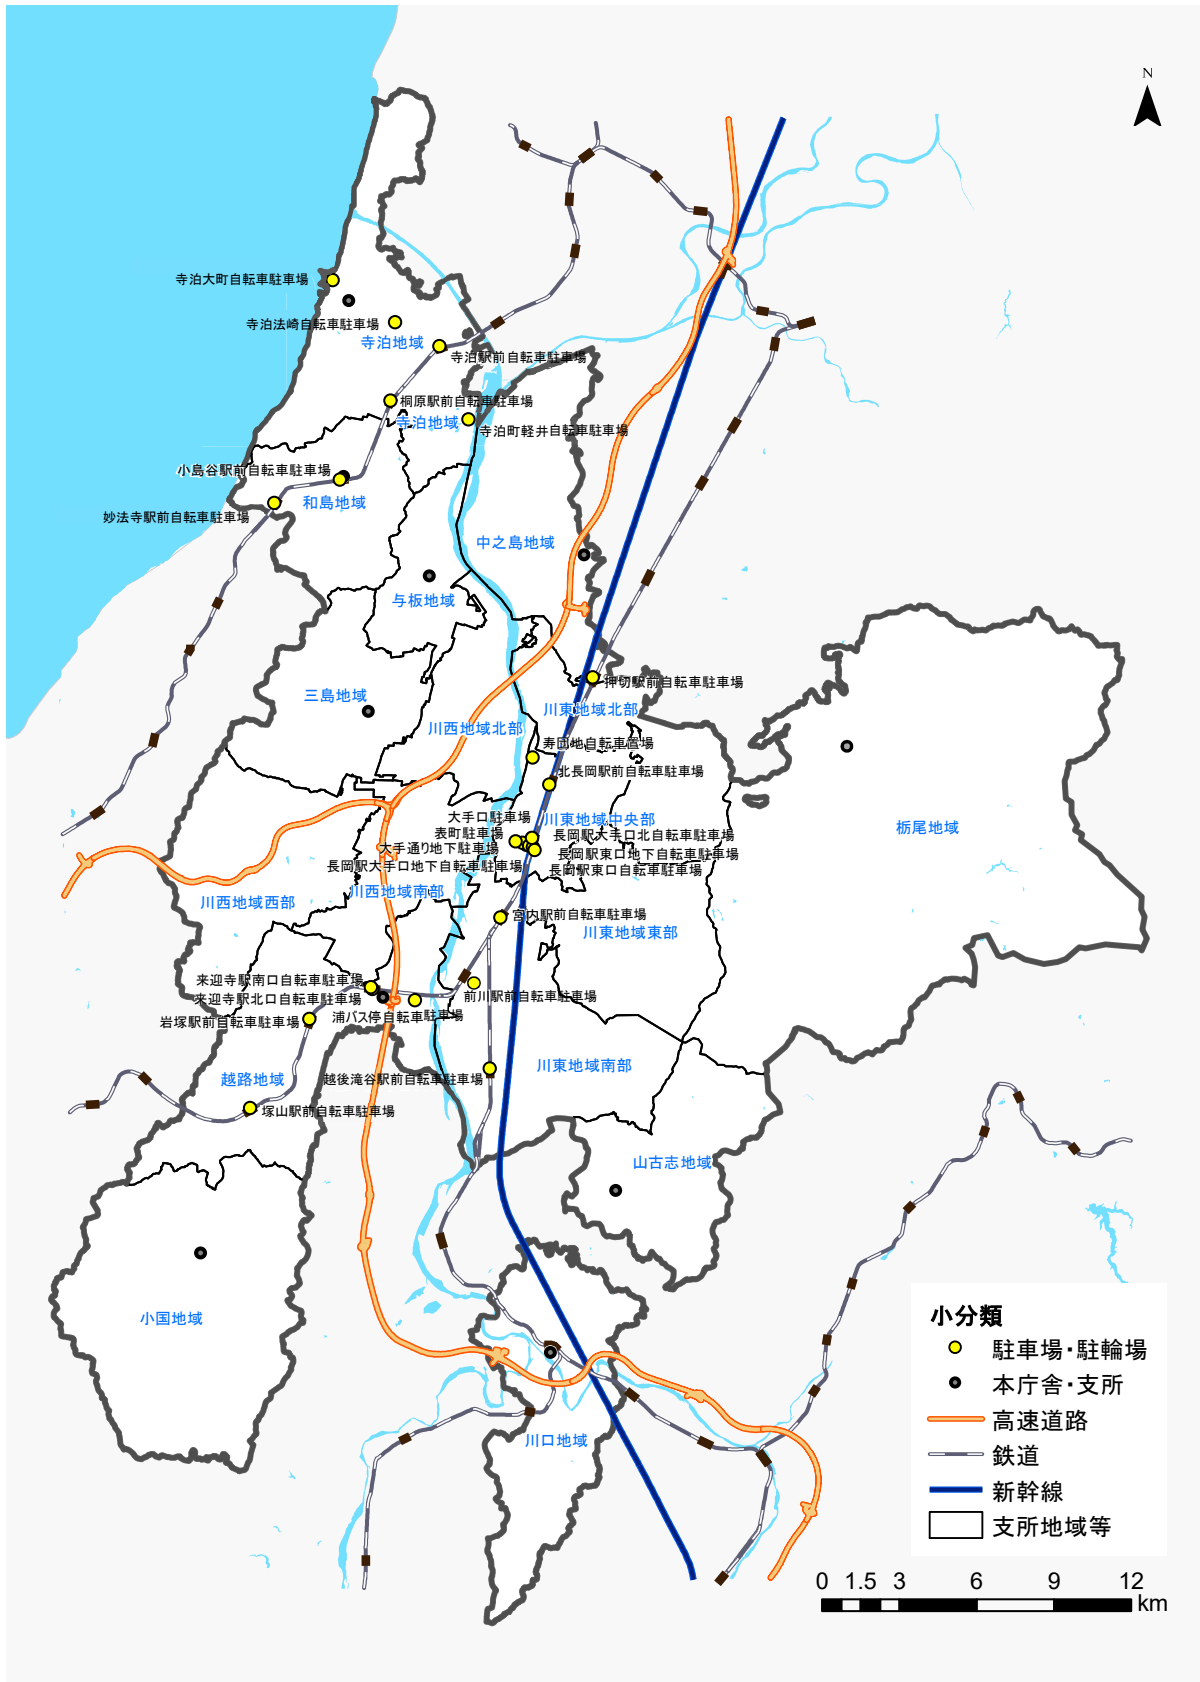 N
寺泊大町自転車駐車場
寺泊法崎自転車駐車場
寺泊地域
寺泊駅前自転車駐車場
桐原駅前自転車駐車場
寺泊地域
寺泊町軽井自転車駐車場
小島谷駅前自転車駐車場
和島地域
妙法寺駅前自転車駐車場
中之島地域
与板地域
三島地域
押切駅前自転車駐車場
川東地域北部
川西地域北部
寿団地自転車置場
北長岡駅前自転車駐車場
大手口駐車場
川東地域中央部
表町駐車場
長岡駅大手口北自転車駐車場
大手通り地下駐車場
長岡駅東口地下自転車駐車場
長岡駅大手口地下自転車駐車場
長岡駅東口自転車駐車場
栃尾地域
川西地域西部
川西地域南部
宮内駅前自転車駐車場
川東地域東部
来迎寺駅南口自転車駐車場
来迎寺駅北口自転車駐車場
前川駅前自転車駐車場
岩塚駅前自転車駐車場
浦バス停自転車駐車場
川東地域南部
越路地域
越後滝谷駅前自転車駐車場
塚山駅前自転車駐車場
山古志地域
小国地域
川口地域
小分類
駐車場・駐輪場
本庁舎・支所
高速道路
鉄道
新幹線
支所地域等
0 1.5 3 6 9 12
km